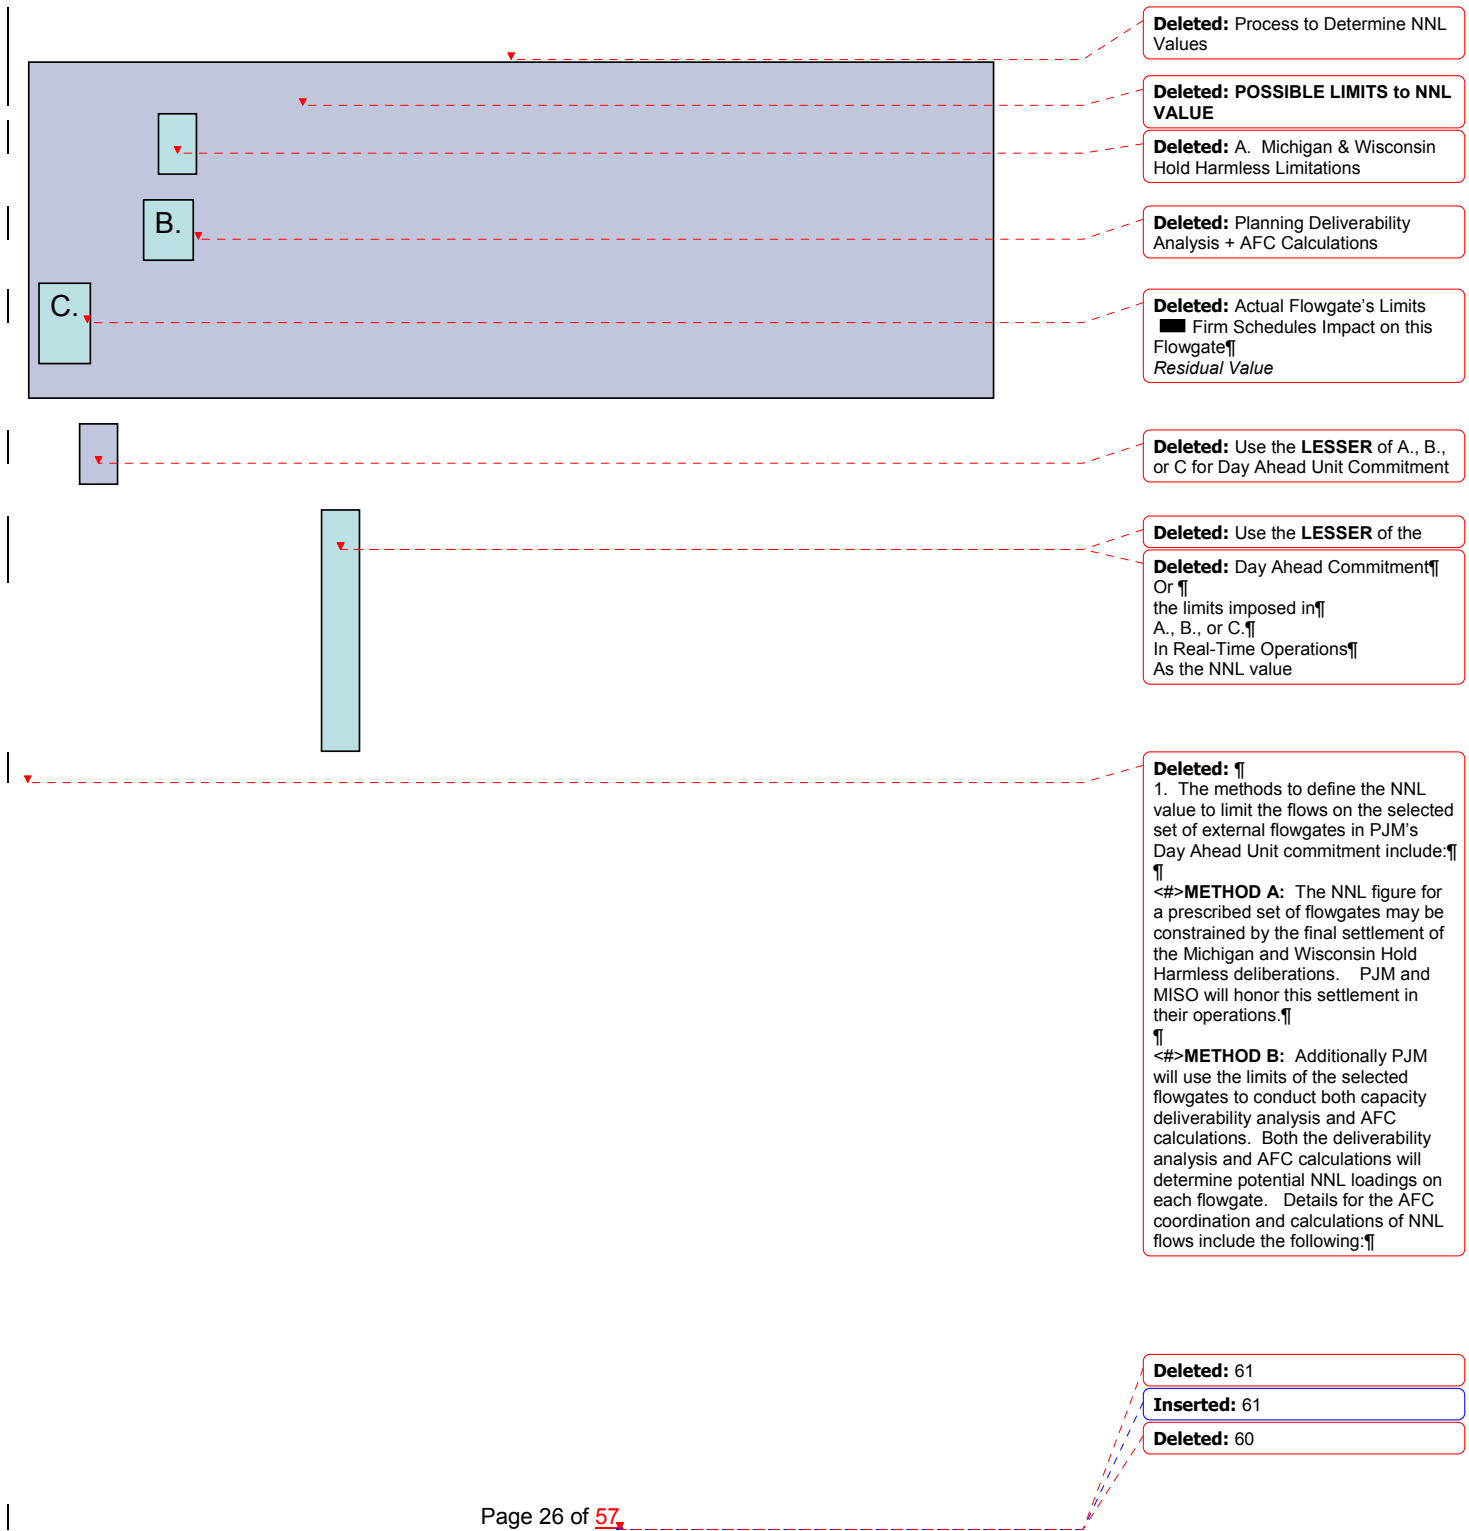 Deleted: Process to Determine NNL
Values
Deleted: POSSIBLE LIMITS to NNL
VALUE
Deleted: A. Michigan & Wisconsin
Hold Harmless Limitations
B.
Deleted: Planning Deliverability
Analysis + AFC Calculations
C.
Deleted: Actual Flowgate's Limits
Firm Schedules Impact on this
Flowgate¶
Residual Value
Deleted: Use the LESSER of A., B.,
or C for Day Ahead Unit Commitment
Deleted: Use the LESSER of the
Deleted: Day Ahead Commitment¶
Or ¶
the limits imposed in¶
A., B., or C.¶
In Real-Time Operations¶
As the NNL value
Deleted: ¶
1. The methods to define the NNL
value to limit the flows on the selected
set of external flowgates in PJM's
Day Ahead Unit commitment include:¶
¶
<#>METHOD A: The NNL figure for
a prescribed set of flowgates may be
constrained by the final settlement of
the Michigan and Wisconsin Hold
Harmless deliberations. PJM and
MISO will honor this settlement in
their operations.¶
¶
<#>METHOD B: Additionally PJM
will use the limits of the selected
flowgates to conduct both capacity
deliverability analysis and AFC
calculations. Both the deliverability
analysis and AFC calculations will
determine potential NNL loadings on
each flowgate. Details for the AFC
coordination and calculations of NNL
flows include the following:¶
Deleted: 61
Inserted: 61
Deleted: 60
Page 26 of 57